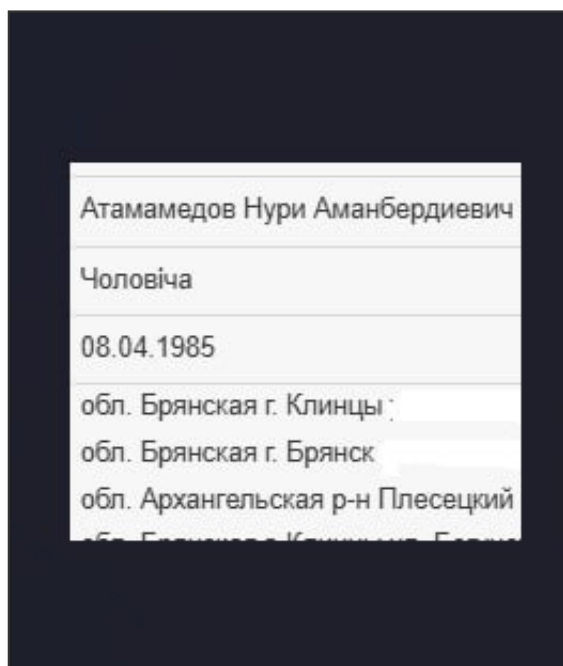 Атамамедов Нури Аманбердиевич
Чоловіча
08.04.1985
обл. Брянская г. Клинцы
обл. Брянская г. Брянск
обл. Архангельская р-н Плесецкий